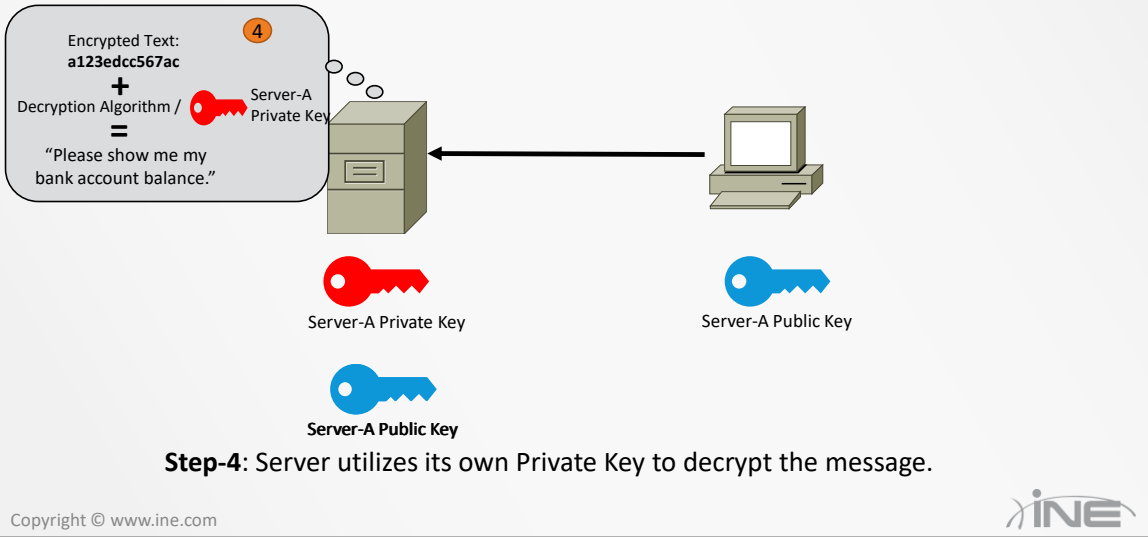 4
Encrypted Text:
a123edcc567ac
+
Decryption Algorithm /
Server-A
Private Key
=
“Please show me my
bank account balance.”
Server-A Private Key
Server-A Public Key
Server-A Public Key
Step-4: Server utilizes its own Private Key to decrypt the message.
Copyright © www.ine.com
iNE